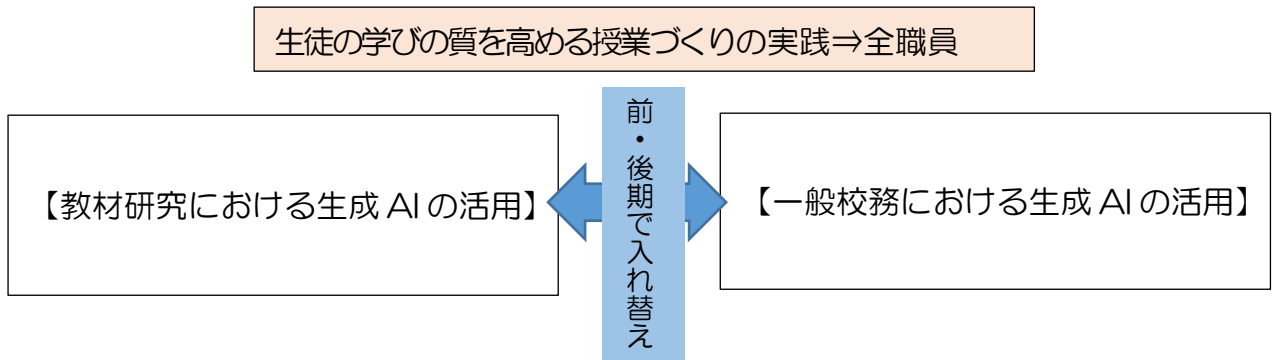 生徒の学びの質を高める授業づくりの実践⇒全職員
【教材研究における生成 AI の活用】
前・後期で入れ替え
【一般校務における生成 AI の活用】